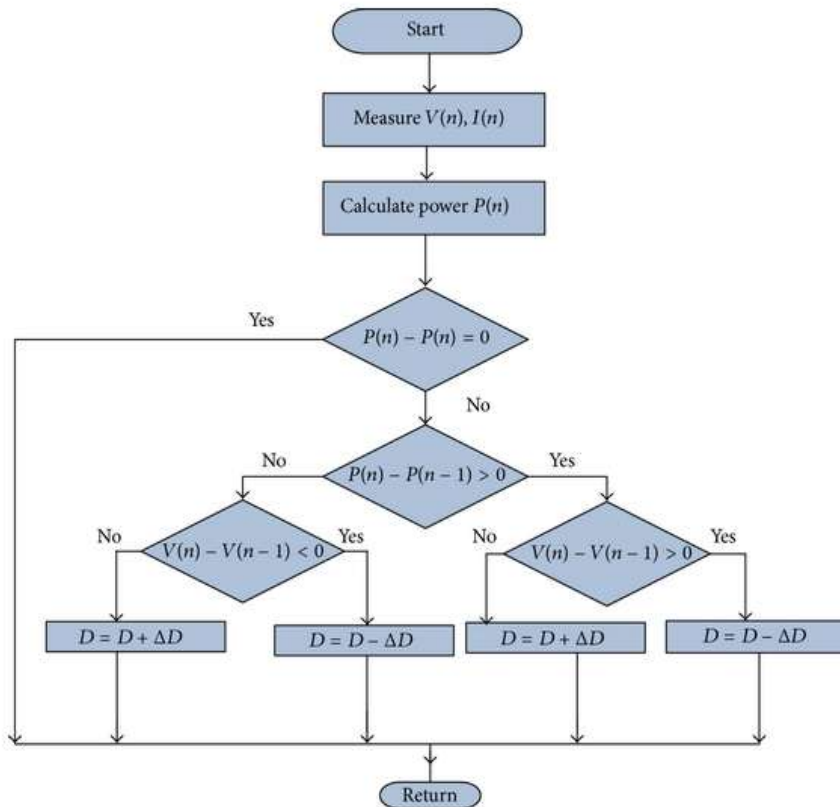 Start
Measure V(n), I(n)
Calculate power P(n)
Yes
P(n) − P(n) = 0
No
No
P(n) − P(n − 1) > 0
Yes
No
V(n) − V(n − 1) < 0
Yes
No
V(n) − V(n − 1) > 0
Yes
D = D + ΔD
D = D − ΔD
D = D + ΔD
D = D − ΔD
Return